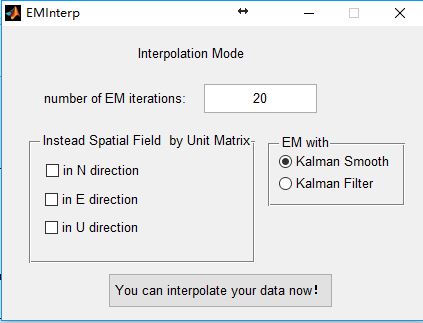 EMInterp
Interpolation Mode
number of EM iterations: 20
Instead Spatial Field by Unit Matrix
in N direction
in E direction
in U direction
EM with
Kalman Smooth
Kalman Filter
You can interpolate your data now!